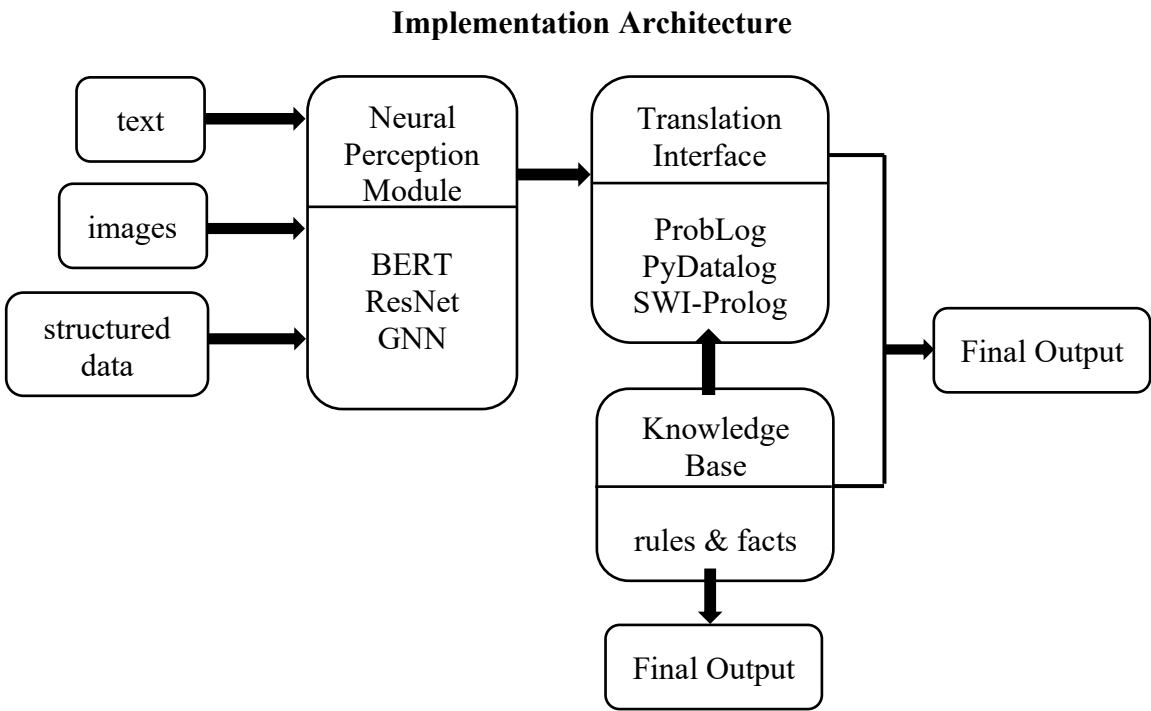 Implementation Architecture
text
images
structured
data
Neural
Perception
Module
BERT
ResNet
GNN
Translation
Interface
ProbLog
PyDatalog
SWI-Prolog
Knowledge
Base
rules & facts
Final Output
Final Output